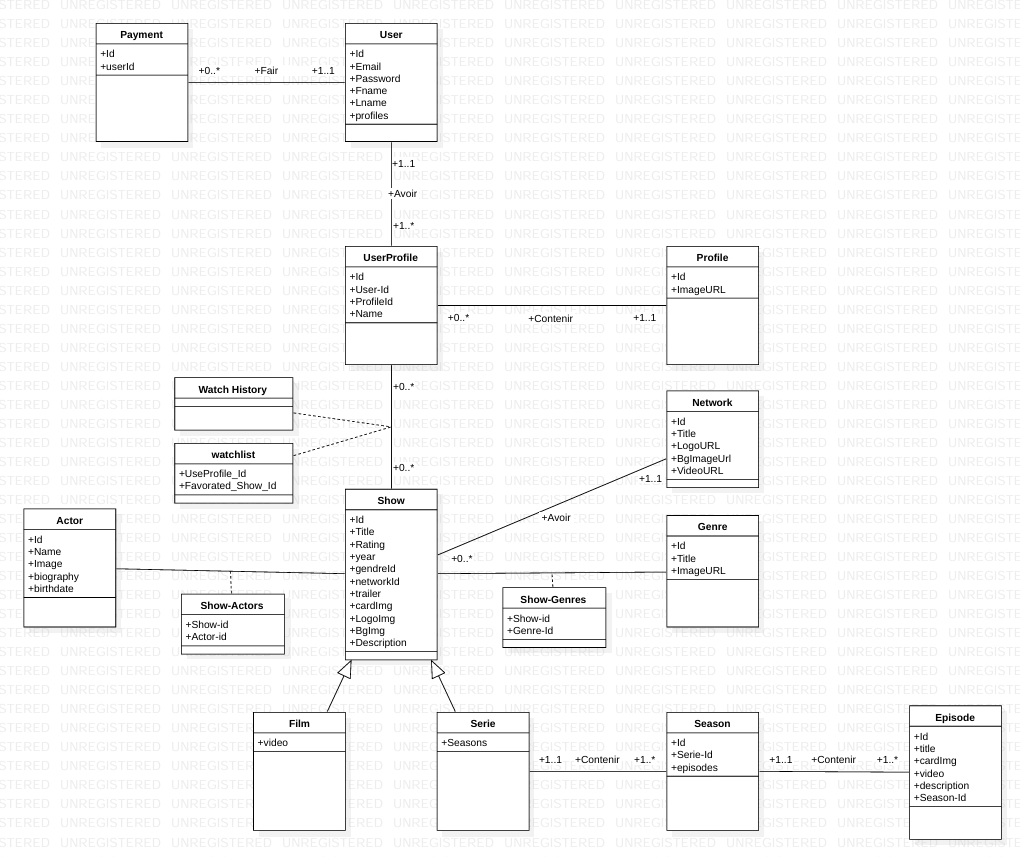 Payment
+Id
+userId
+0..*
+Fair
+1..1
User
+Id
+Email
+Password
+Fname
+Lname
+profiles
+1..1
+Avoir
+1..*
UserProfile
+Id
+User-Id
+ProfileId
+Name
+0..*
+Contenir
+1..1
Profile
+Id
+ImageURL
Watch History
watchlist
+UseProfile_Id
+Favorated_Show_Id
+0..*
+0..*
Network
+Id
+Title
+LogoURL
+BgImageUrl
+VideoURL
+1..1
+Avoir
+0..*
Actor
+Id
+Name
+Image
+biography
+birthdate
Show-Actors
+Show-id
+Actor-id
Show
+Id
+Title
+Rating
+year
+gendreId
+networkId
+trailer
+cardImg
+LogoImg
+BgImg
+Description
Show-Genres
+Show-id
+Genre-Id
Genre
+Id
+Title
+ImageURL
Film
+video
Serie
+Seasons
+1..1
+Contenir
+1..*
Season
+Id
+Serie-Id
+episodes
+1..1
+Contenir
+1..*
Episode
+Id
+title
+cardImg
+video
+description
+Season-Id
UNREGISTERED